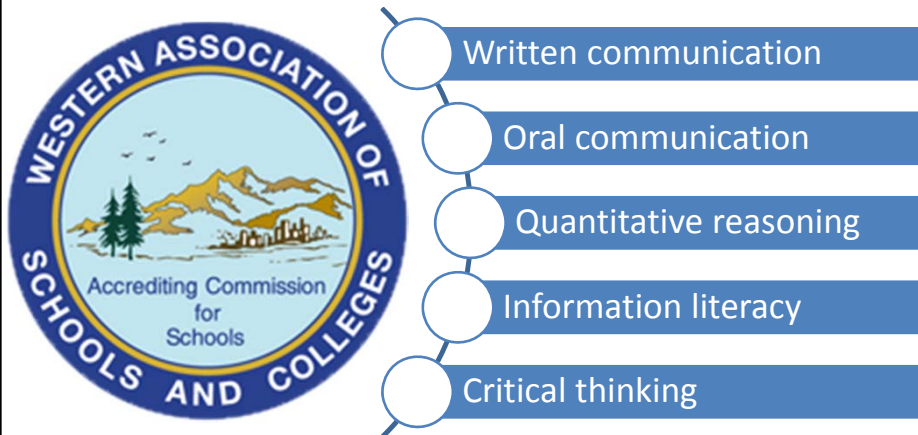 WESTERN ASSOCIATION OF
SCHOOLS AND COLLEGES
Accrediting Commission
for
Schools
Written communication
Oral communication
Quantitative reasoning
Information literacy
Critical thinking